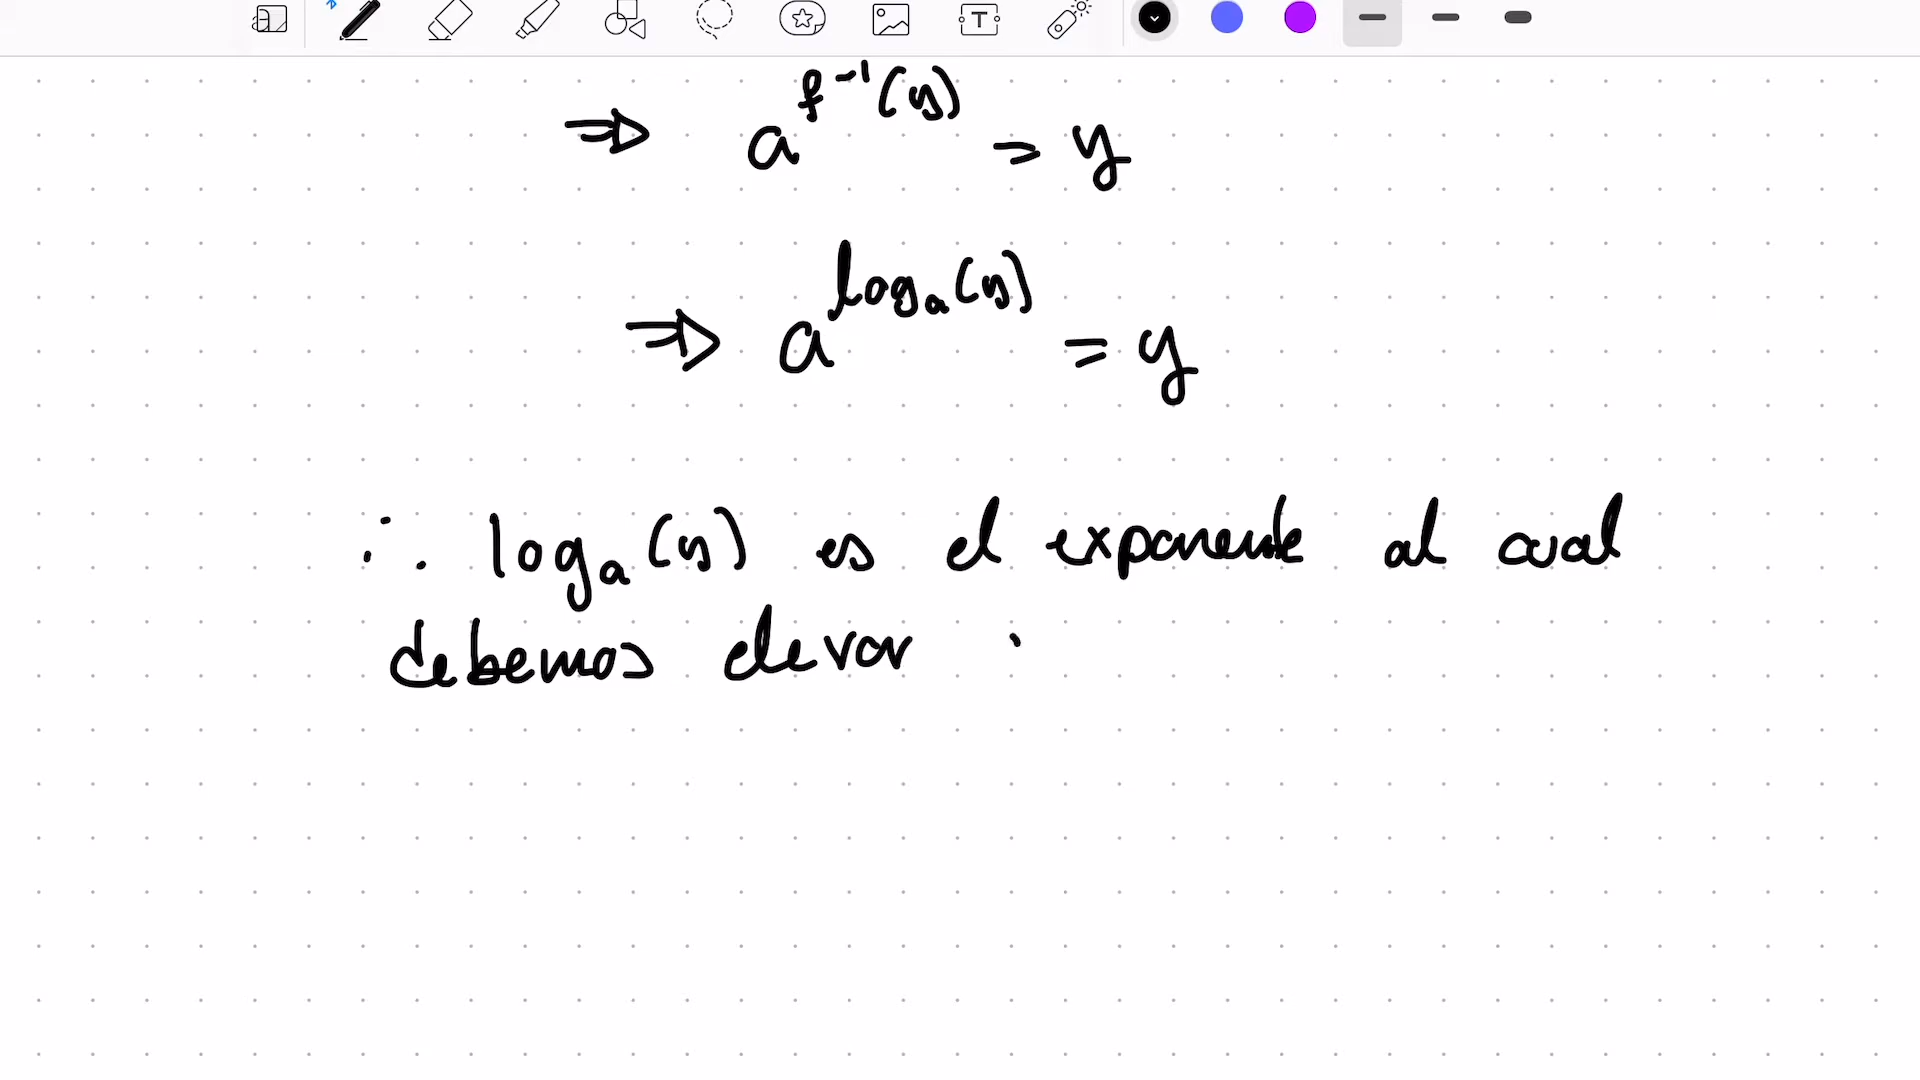 ⇒ a^{f^{-1}(y)} = y
⇒ a^{log_a(y)} = y
∴ log_a(y) es el exponente al cual
debemos elevar